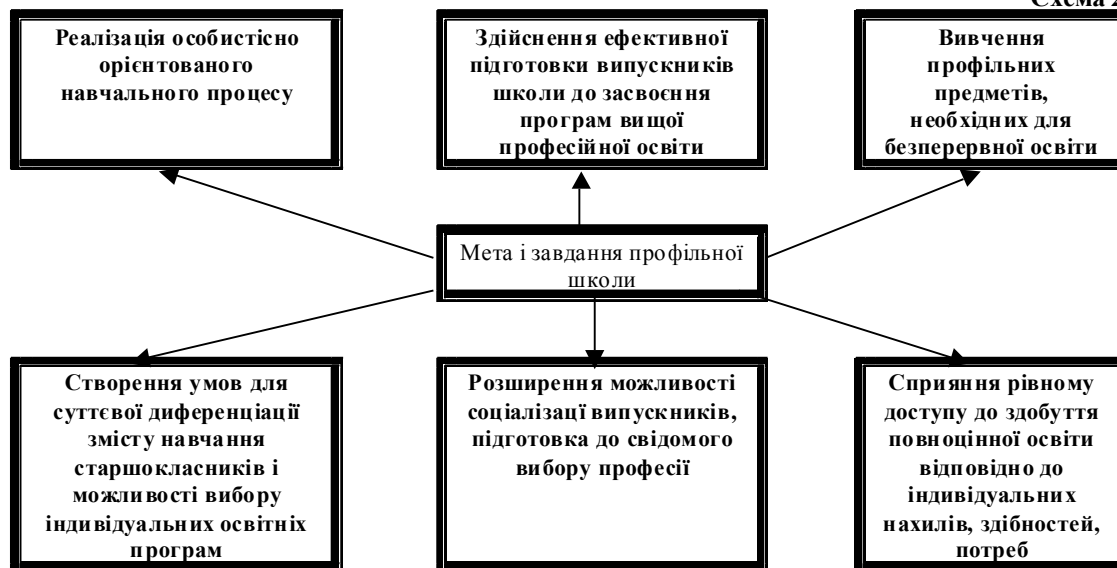 Схема 2
Реалізація особистісно
орієнтованого
навчального процесу
Здійснення ефективної
підготовки випускників
школи до засвоєння
програм вищої
професійної освіти
Вивчення
профільних
предметів,
необхідних для
безперервної освіти
Мета і завдання профільної
школи
Створення умов для
суттєвої диференціації
змісту навчання
старшокласників і
можливості вибору
індивідуальних освітніх
програм
Розширення можливості
соціалізаці випускників,
підготовка до свідомого
вибору професії
Сприяння рівному
доступу до здобуття
повноцінної освіти
відповідно до
індивідуальних
нахилів, здібностей,
потреб